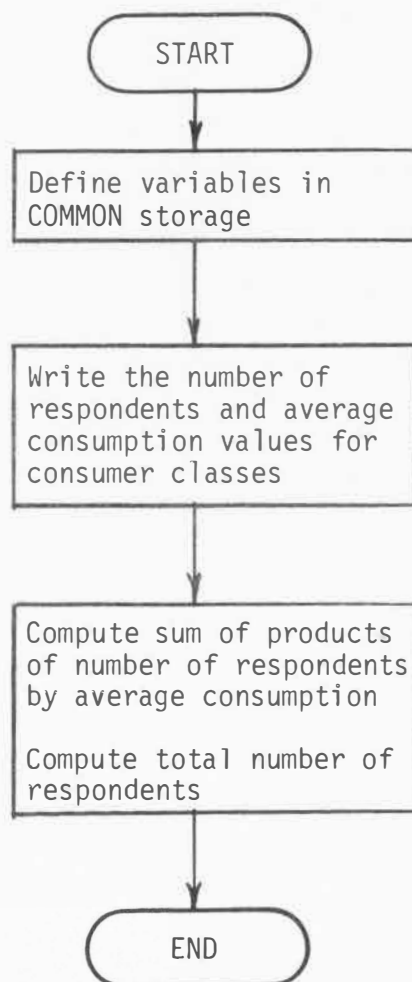 START
Define variables in
COMMON storage
Write the number of
respondents and average
consumption values for
consumer classes
Compute sum of products
of number of respondents
by average consumption
Compute total number of
respondents
END